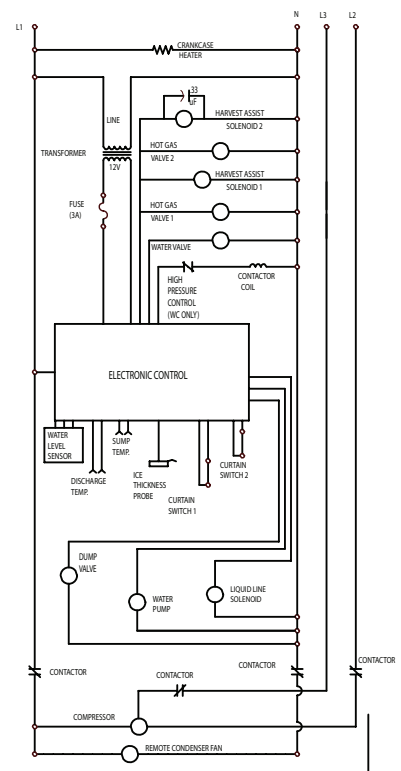 L1
N
L3
L2
CRANKCASE
HEATER
.33
uF
LINE
HARVEST ASSIST
SOLENOID 2
TRANSFORMER
HOT GAS
VALVE 2
12V
HARVEST ASSIST
SOLENOID 1
FUSE
(3A)
HOT GAS
VALVE 1
WATER VALVE
HIGH
PRESSURE
CONTROL
(WC ONLY)
CONTACTOR
COIL
ELECTRONIC CONTROL
WATER
LEVEL
SENSOR
SUMP
TEMP.
DISCHARGE
TEMP.
ICE
THICKNESS
PROBE
CURTAIN
SWITCH 1
CURTAIN
SWITCH 2
DUMP
VALVE
WATER
PUMP
LIQUID LINE
SOLENOID
CONTACTOR
CONTACTOR
CONTACTOR
CONTACTOR
COMPRESSOR
REMOTE CONDENSER FAN